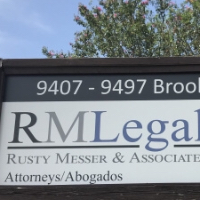 9407 - 9497 Brook
RMLegal
RUSTY MESSER & ASSOCIATE
Attorneys/Abogados